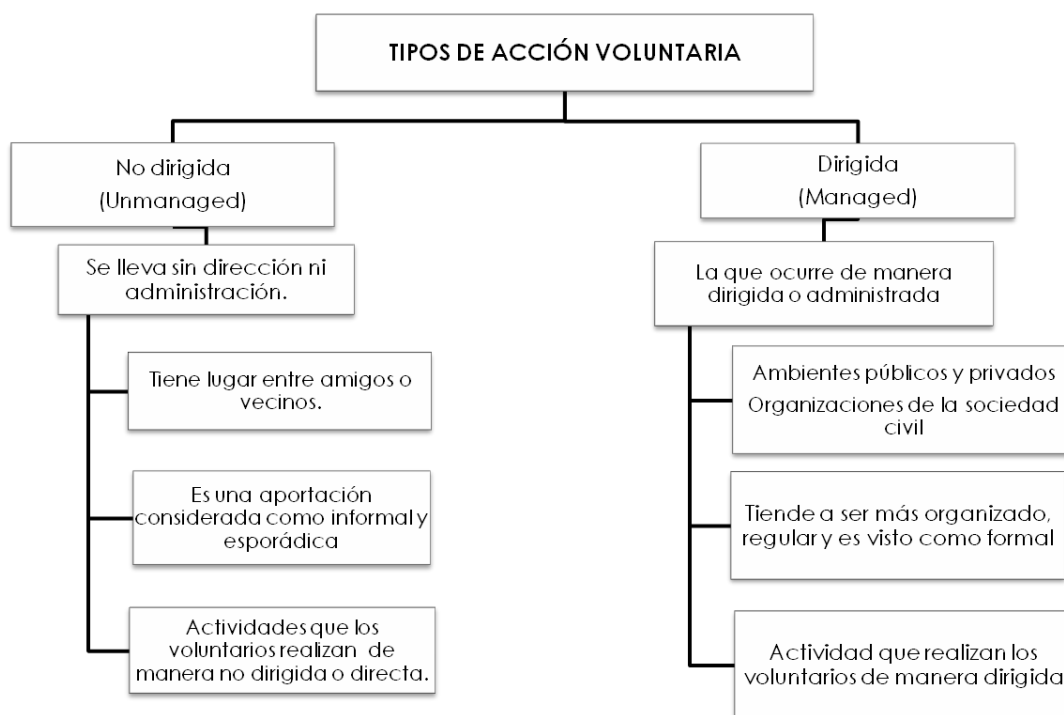 TIPOS DE ACCIÓN VOLUNTARIA
No dirigida
(Unmanaged)
Se lleva sin dirección ni
administración.
Tiene lugar entre amigos o
vecinos.
Es una aportación
considerada como informal y
esporádica
Actividades que los
voluntarios realizan de
manera no dirigida o directa.
Dirigida
(Managed)
La que ocurre de manera
dirigida o administrada
Ambientes públicos y privados
Organizaciones de la sociedad
civil
Tiende a ser más organizado,
regular y es visto como formal
Actividad que realizan los
voluntarios de manera dirigida